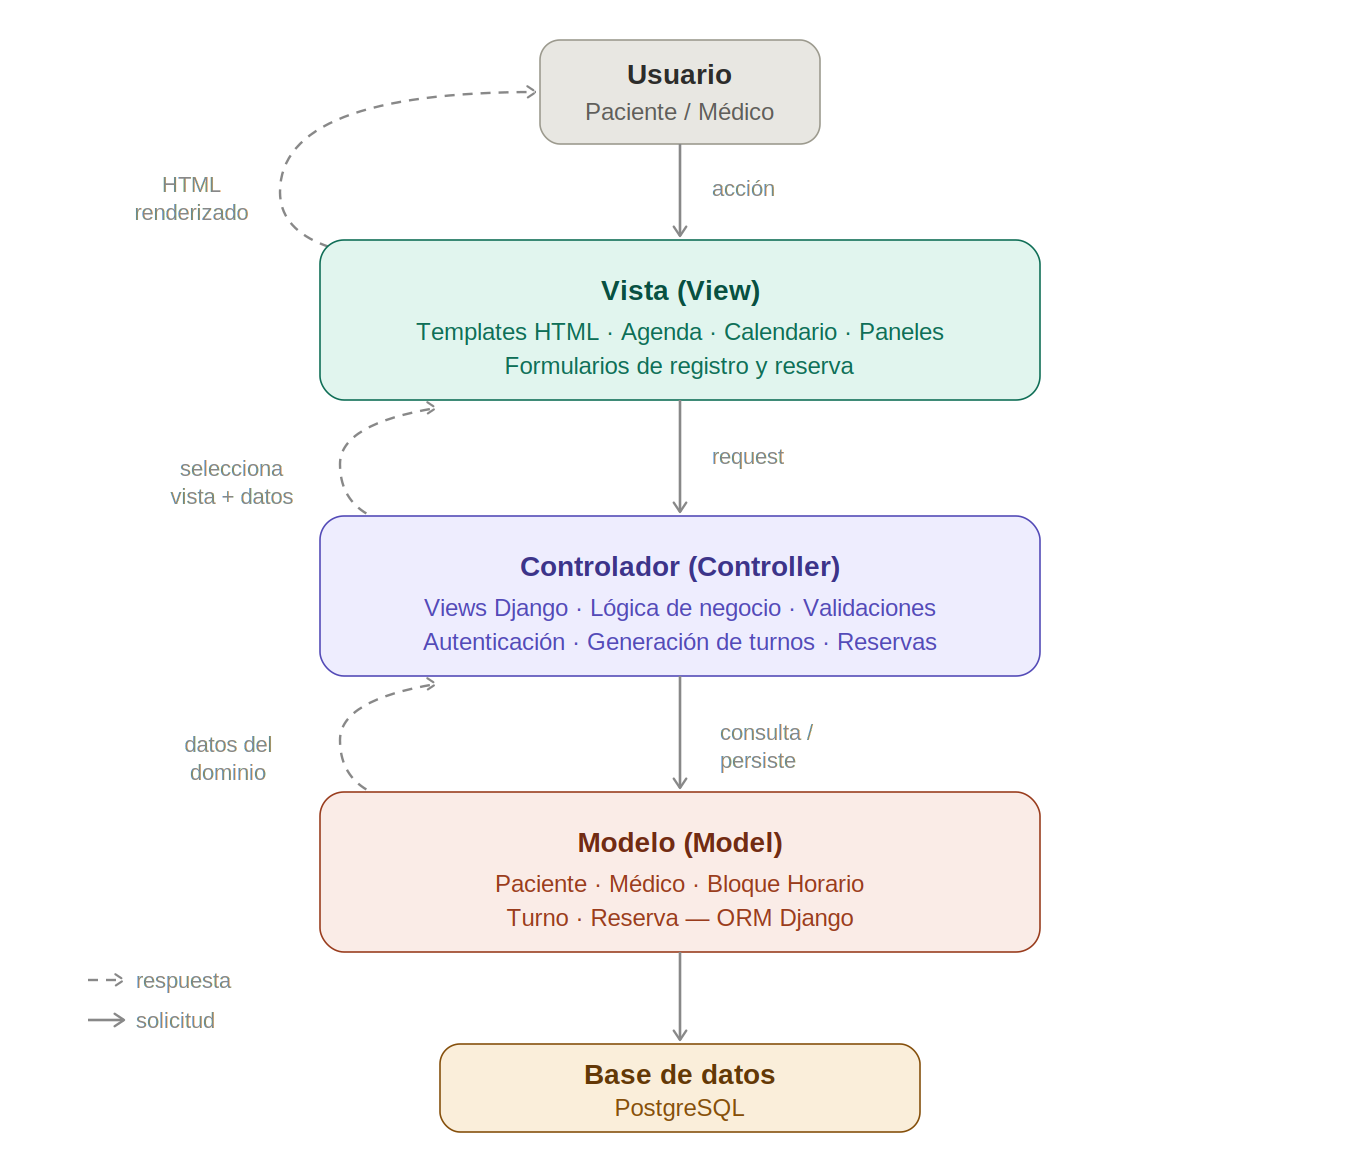 Usuario
Paciente / Médico
HTML
renderizado
acción
Vista (View)
Templates HTML · Agenda · Calendario · Paneles
Formularios de registro y reserva
selecciona
vista + datos
request
Controlador (Controller)
Views Django · Lógica de negocio · Validaciones
Autenticación · Generación de turnos · Reservas
datos del
dominio
consulta /
persiste
Modelo (Model)
Paciente · Médico · Bloque Horario
Turno · Reserva — ORM Django
respuesta
solicitud
Base de datos
PostgreSQL